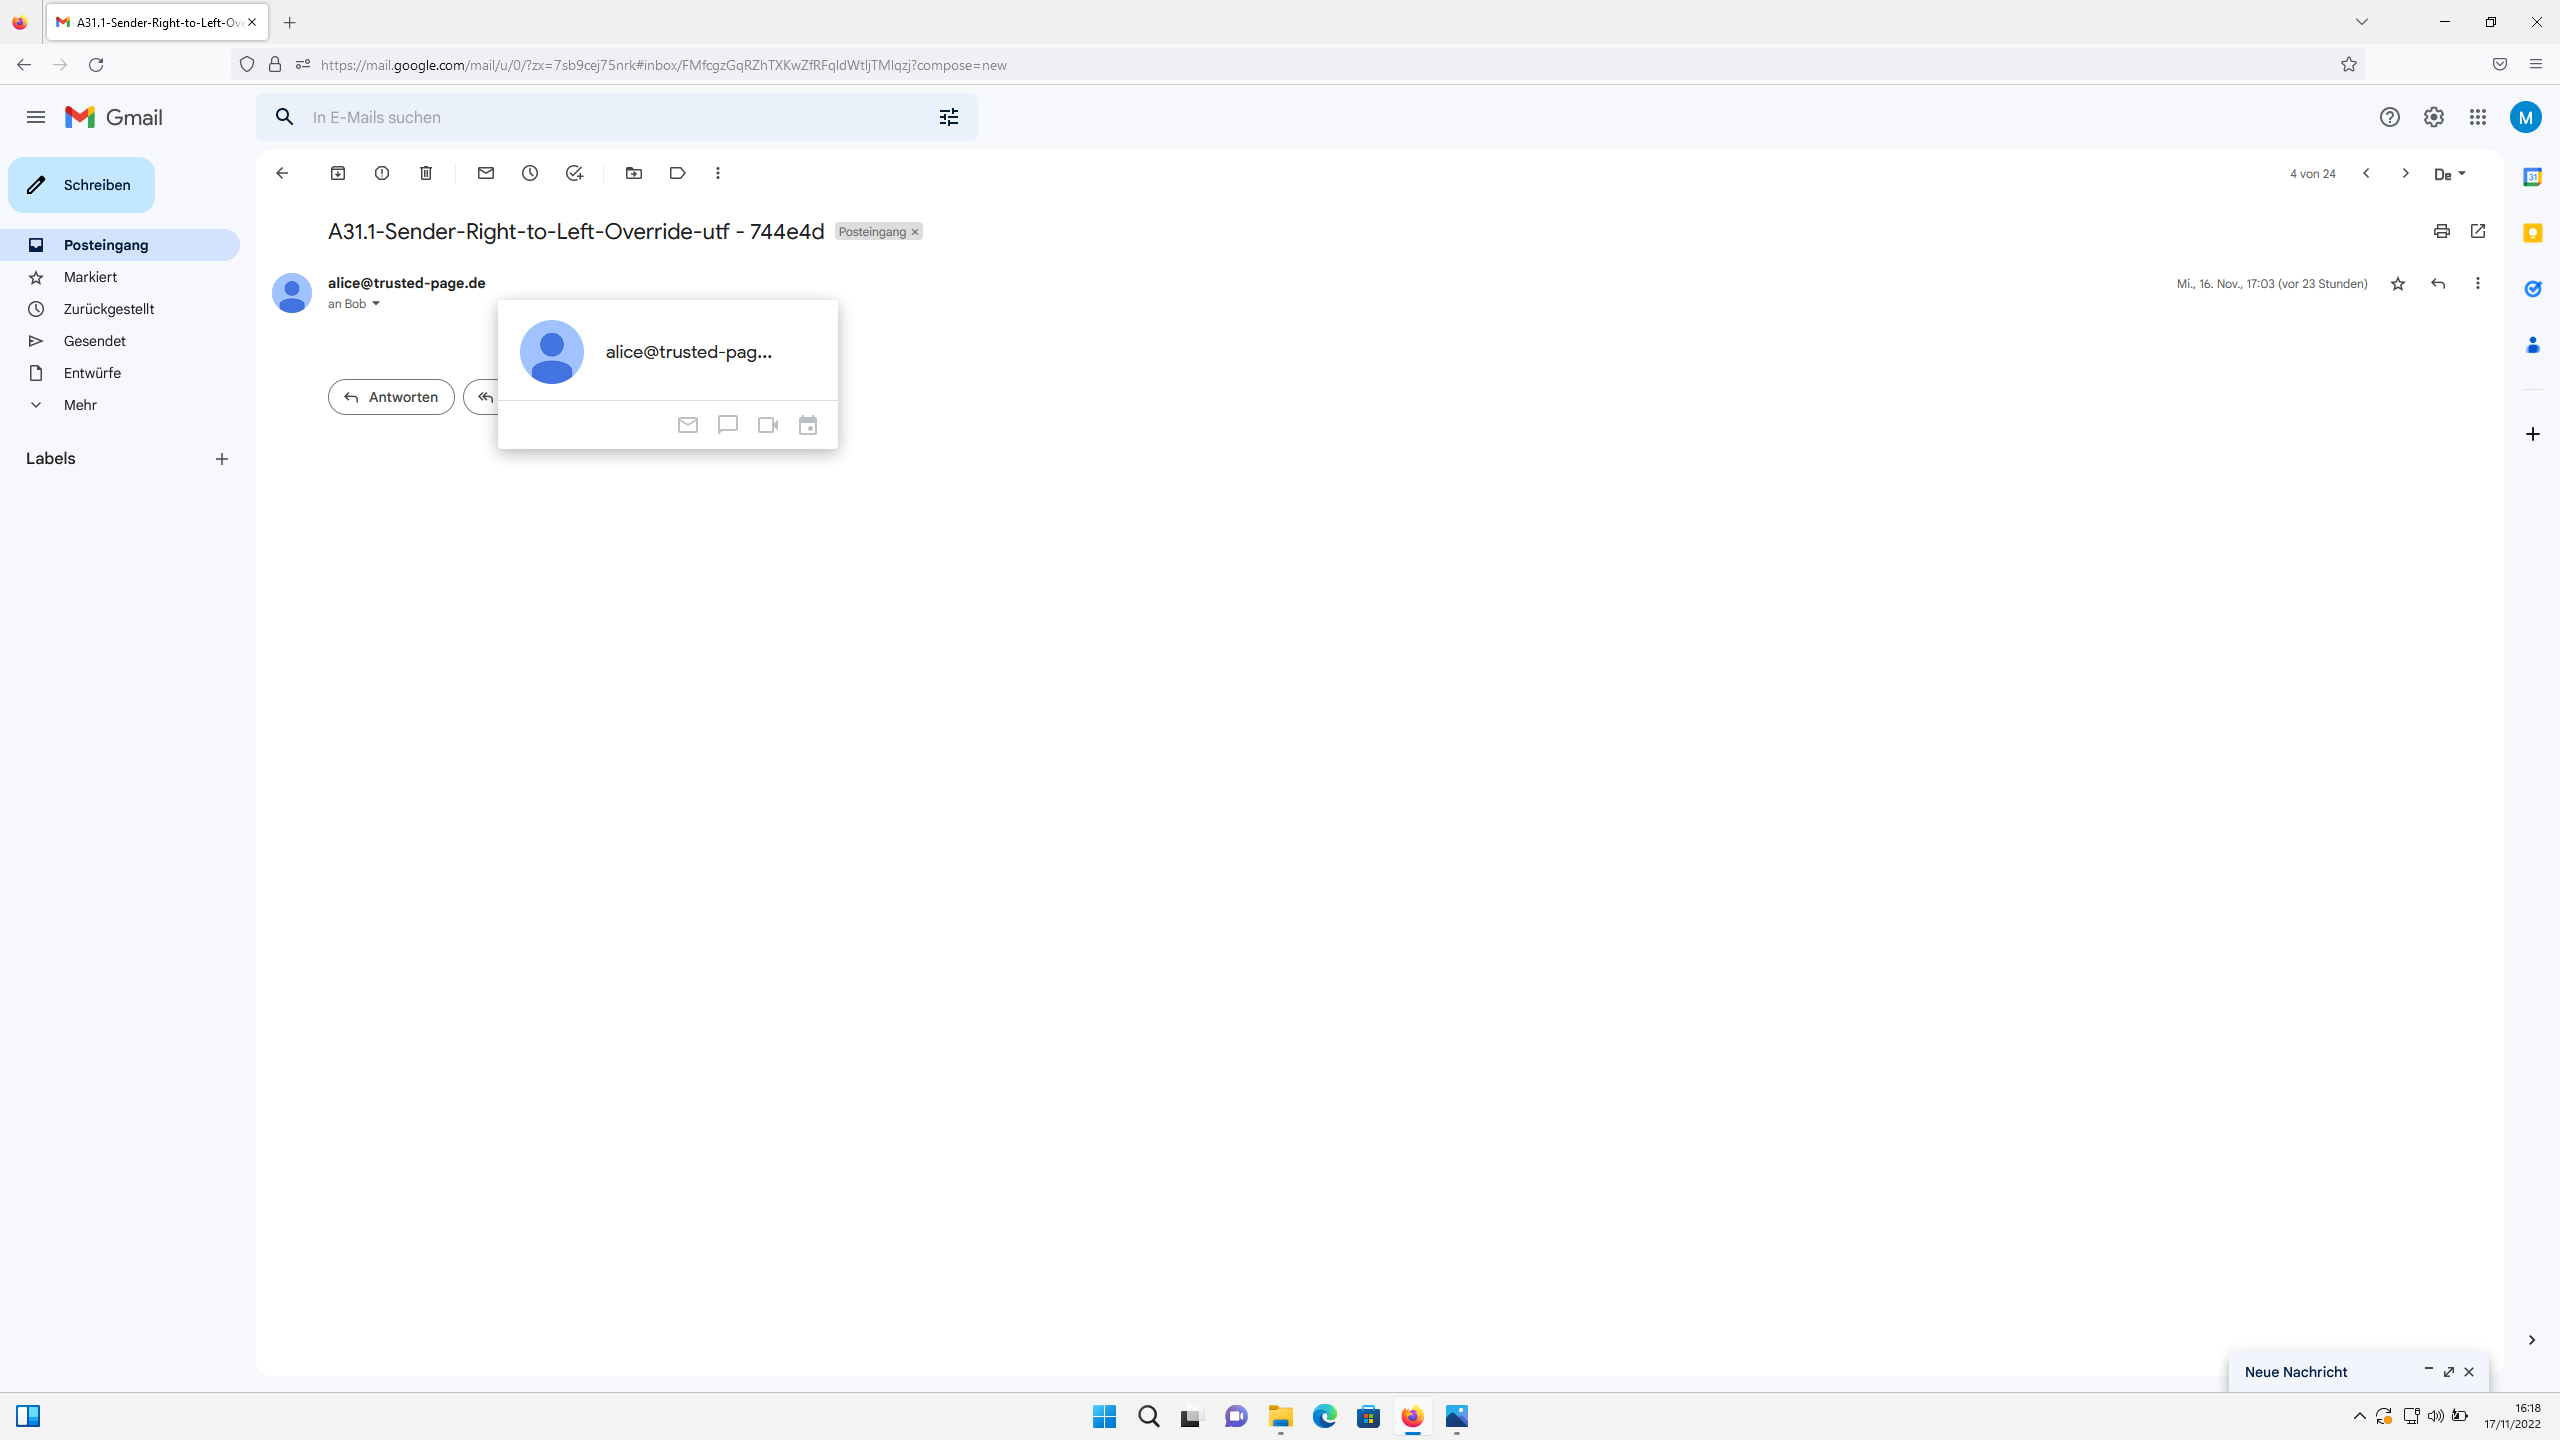 A31.1-Sender-Right-to-Left-Ov
https://mail.google.com/mail/u/0/?zx=7sb9cej75nrk#inbox/FMfcgzGqRZhTXKwZfRFqldWtljTMlqzj?compose=new
Gmail
In E-Mails suchen
M
Schreiben
4 von 24
De
31
A31.1-Sender-Right-to-Left-Override-utf - 744e4d
Posteingang ×
Posteingang
Markiert
Zurückgestellt
Gesendet
Entwürfe
Mehr
Labels
alice@trusted-page.de
Mi., 16. Nov., 17:03 (vor 23 Stunden)
an Bob
alice@trusted-pag...
Antworten
Neue Nachricht
16:18
17/11/2022